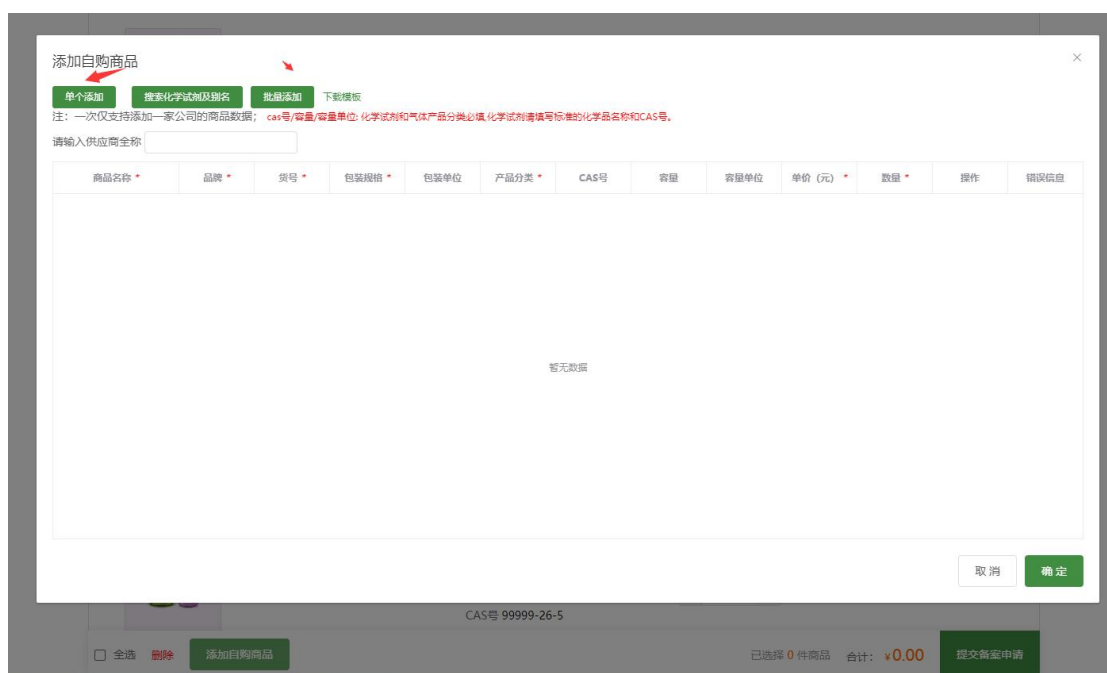 添加自购商品
×
单个添加 搜索化学试剂及别名 批量添加 下载模板
注：一次仅支持添加一家公司的商品数据； cas号/容量/容量单位: 化学试剂和气体产品分类必填,化学试剂请填写标准的化学品名称和CAS号。
请输入供应商全称
商品名称 * 品牌 * 货号 * 包装规格 * 包装单位 产品分类 * CAS号 容量 容量单位 单价 (元) * 数量 * 操作 错误信息
暂无数据
取 消 确 定
CAS号 99999-26-5
全选 删除 添加自购商品 已选择 0 件商品 合计： ¥0.00 提交备案申请